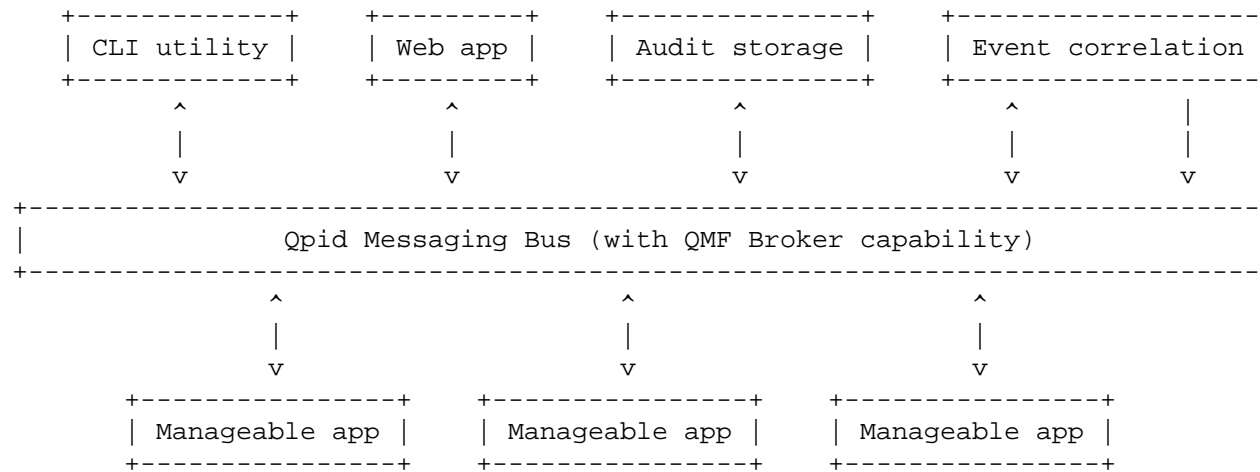 CLI utility Web app Audit storage Event correlation
Qpid Messaging Bus (with QMF Broker capability)
Manageable app Manageable app Manageable app